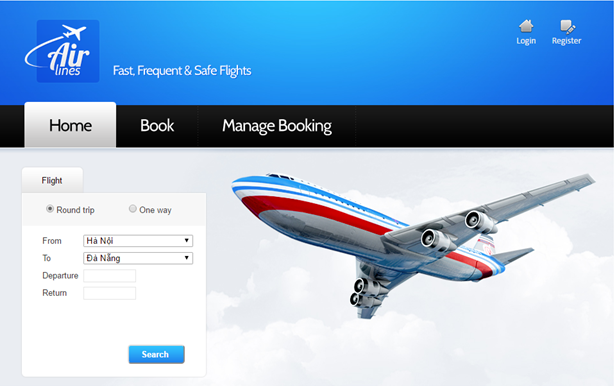 Air
lines
Fast, Frequent & Safe Flights
Login
Register
Home
Book
Manage Booking
Flight
Round trip
One way
From
Hà Nội
To
Đà Nẵng
Departure
Return
Search